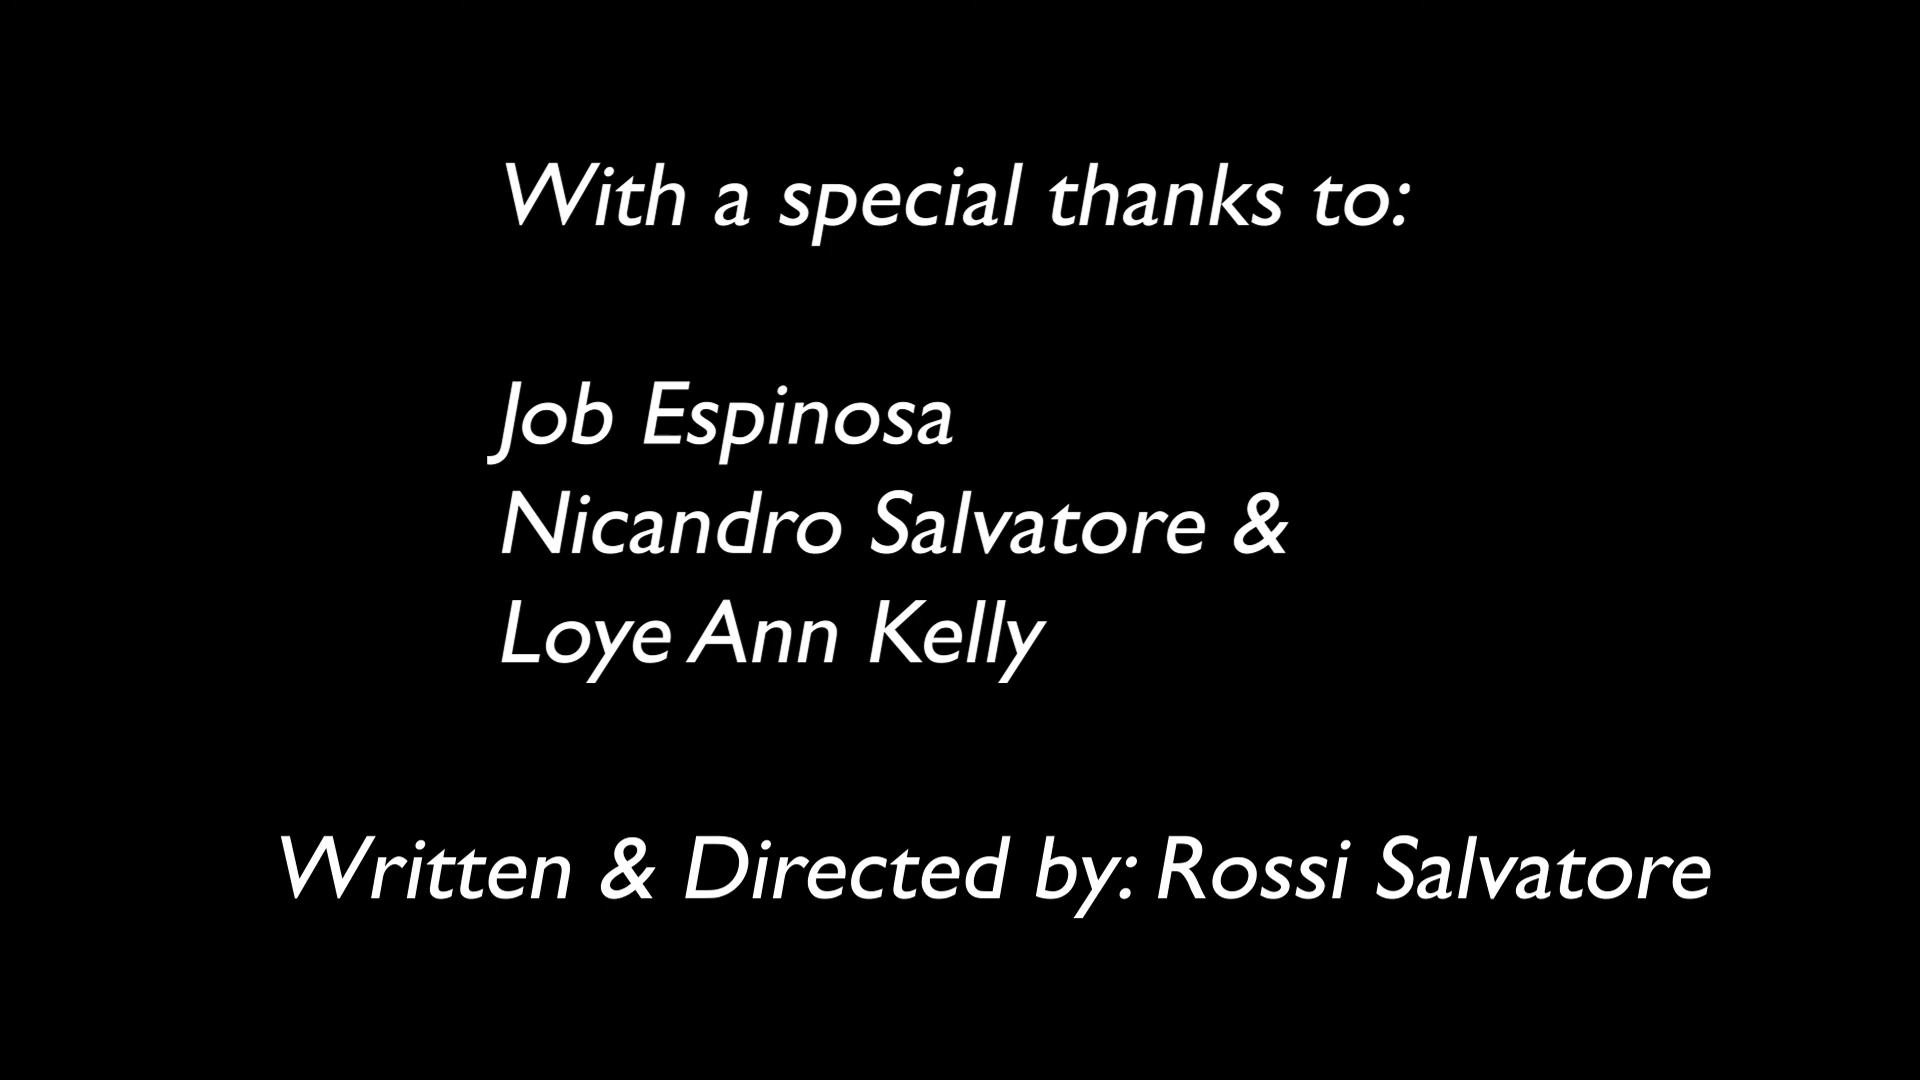 With a special thanks to:
Job Espinosa
Nicandro Salvatore &
Loye Ann Kelly
Written & Directed by: Rossi Salvatore